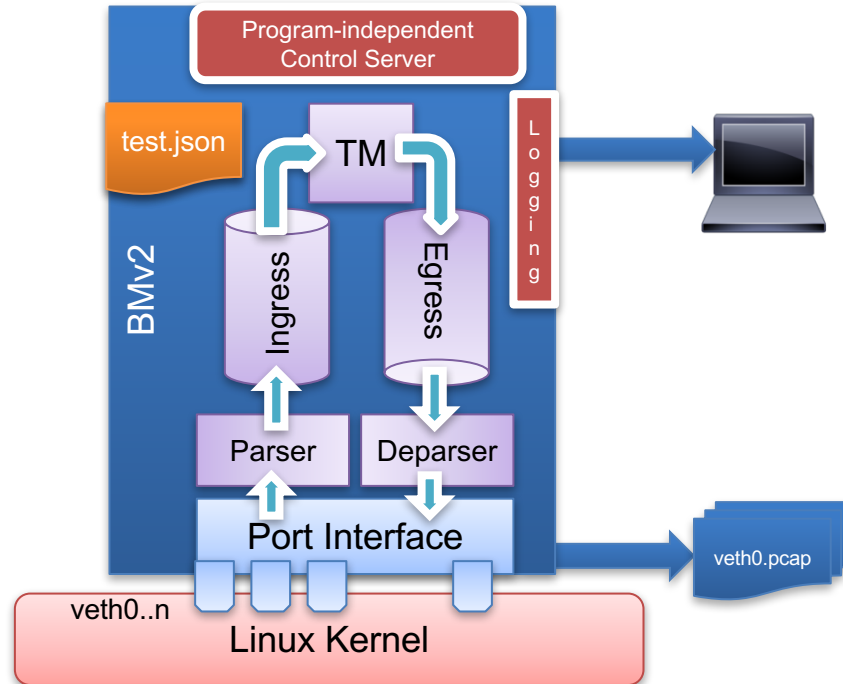 Program-independent
Control Server
test.json
TM
Logging
BMv2
Ingress
Egress
Parser
Deparser
Port Interface
veth0.pcap
veth0..n
Linux Kernel